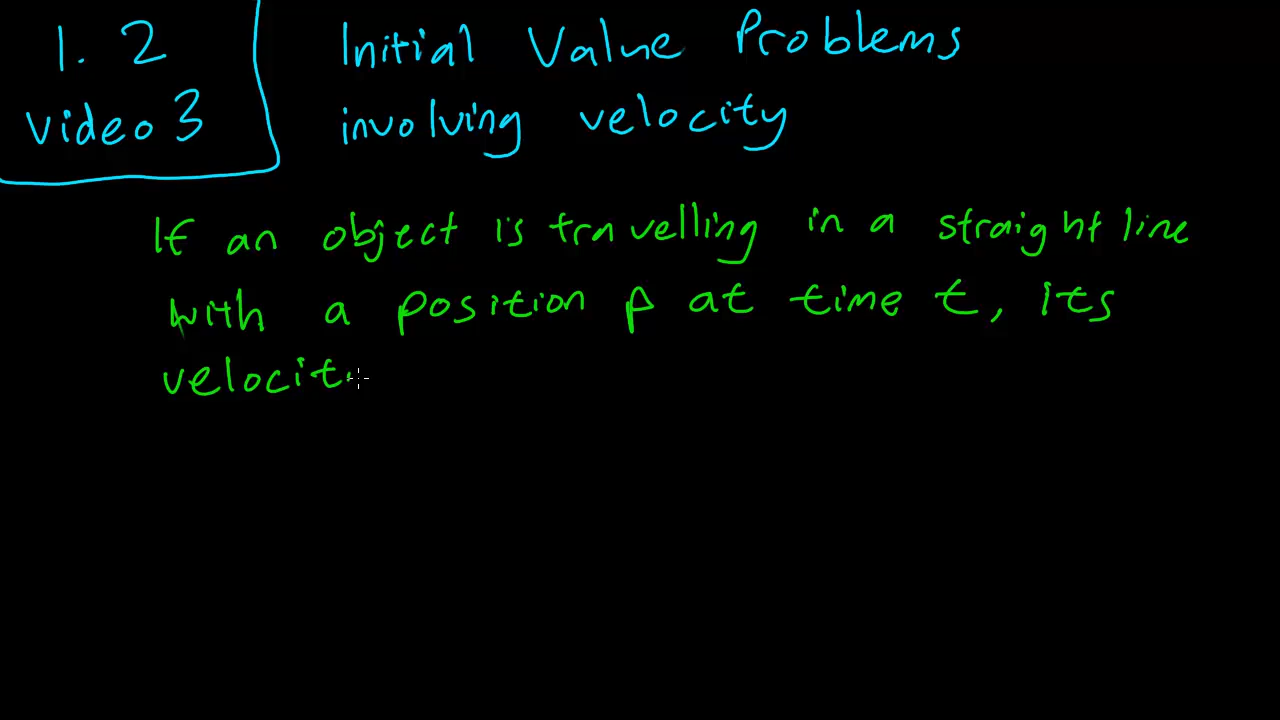 1.2
video 3
Initial Value Problems
involving velocity
If an object is travelling in a straight line
with a position p at time t, its
velocit